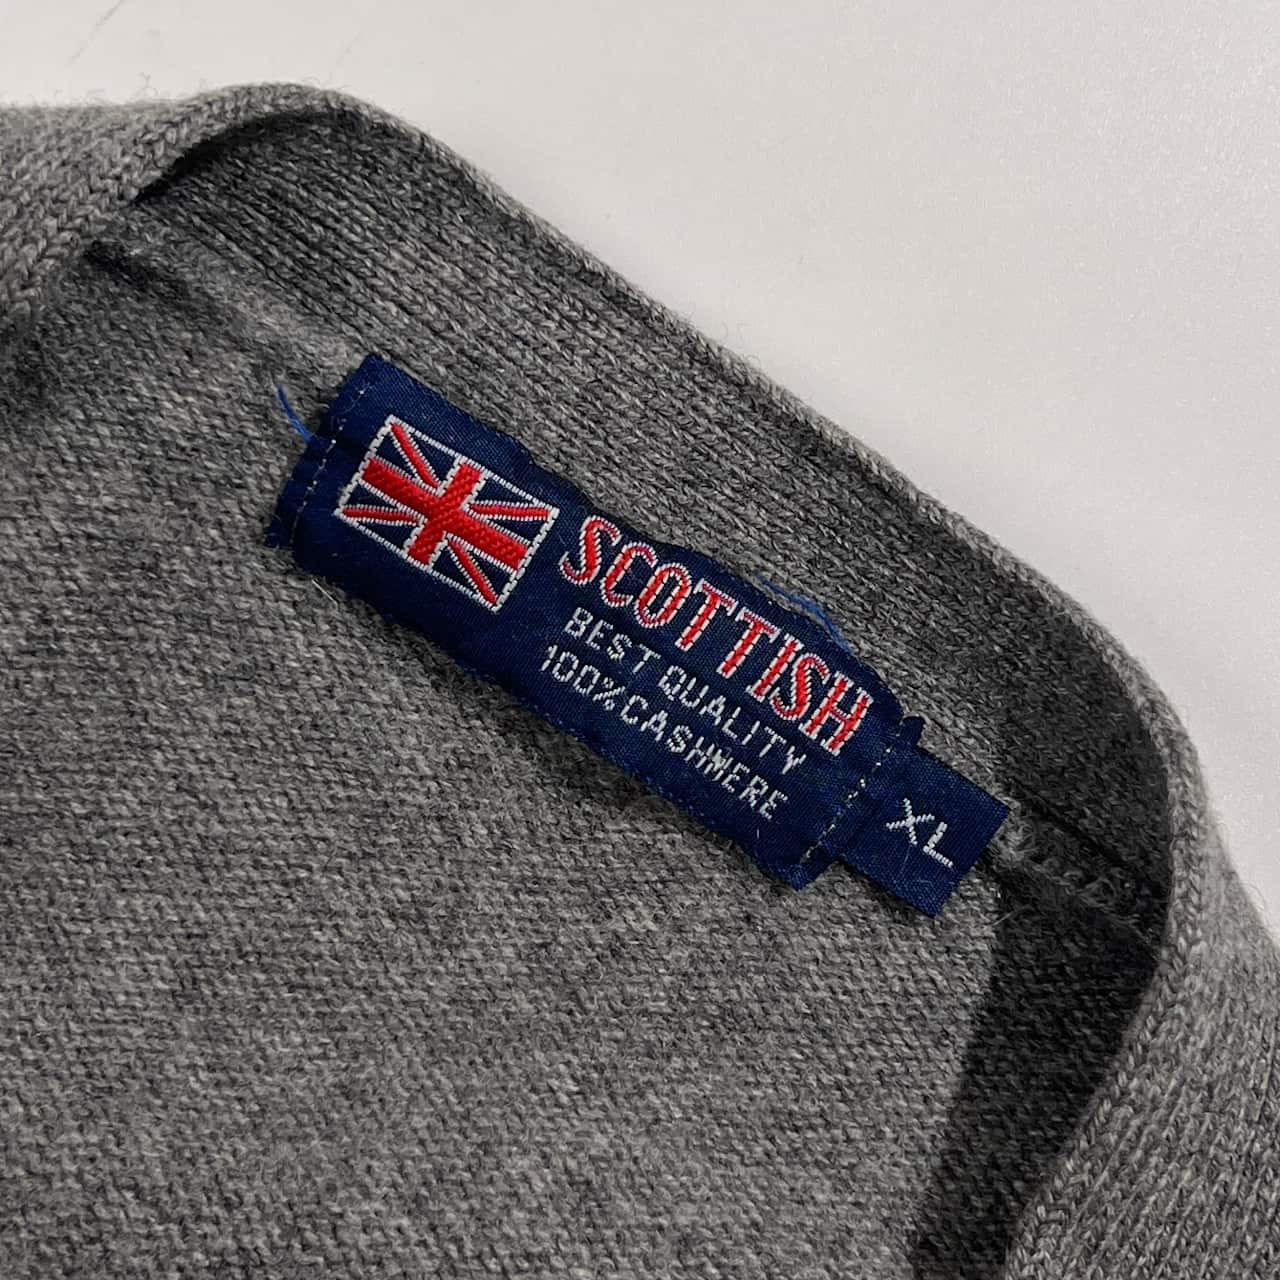 SCOTTISH
BEST QUALITY
100% CASHMERE
XL